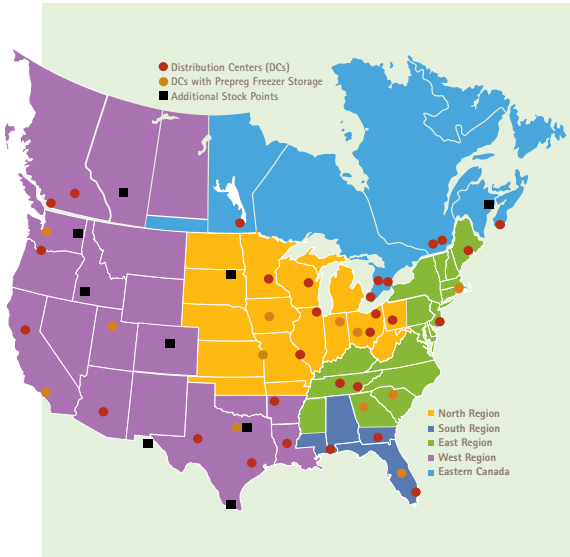 Distribution Centers (DCs)
DCs with Prepreg Freezer Storage
Additional Stock Points
North Region
South Region
East Region
West Region
Eastern Canada